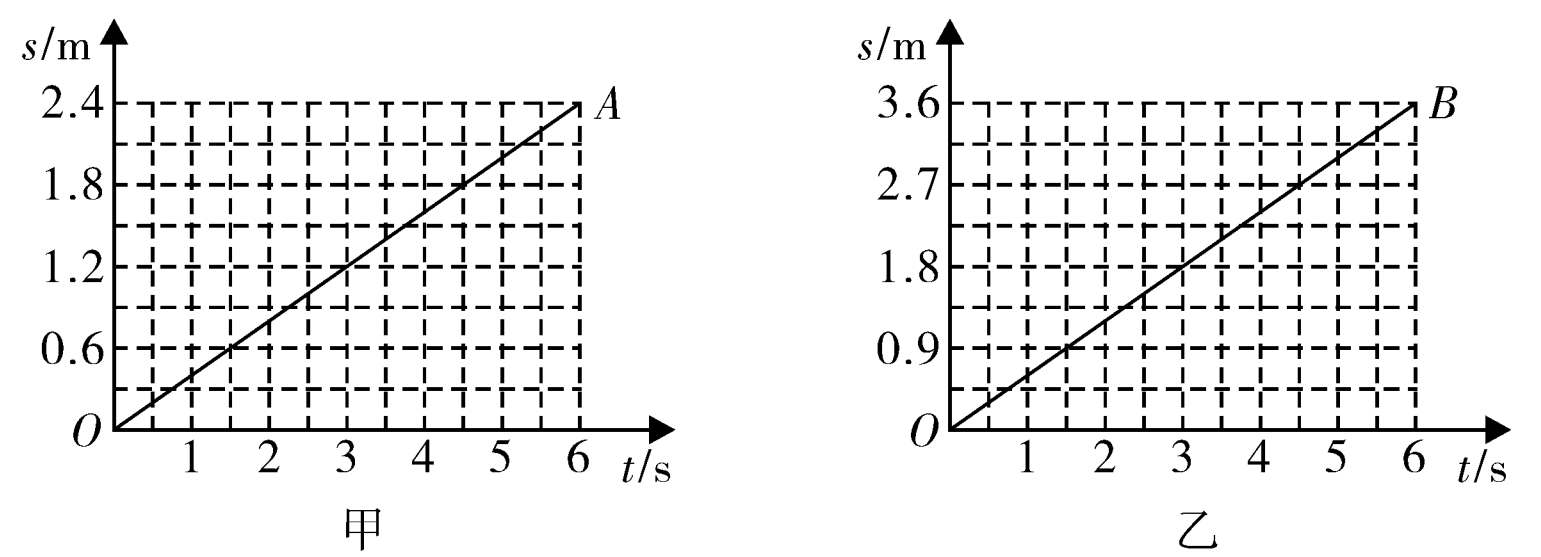 s/m
2.4
A
1.8
1.2
0.6
O
1 2 3 4 5 6 t/s
甲
s/m
3.6
B
2.7
1.8
0.9
O
1 2 3 4 5 6 t/s
乙